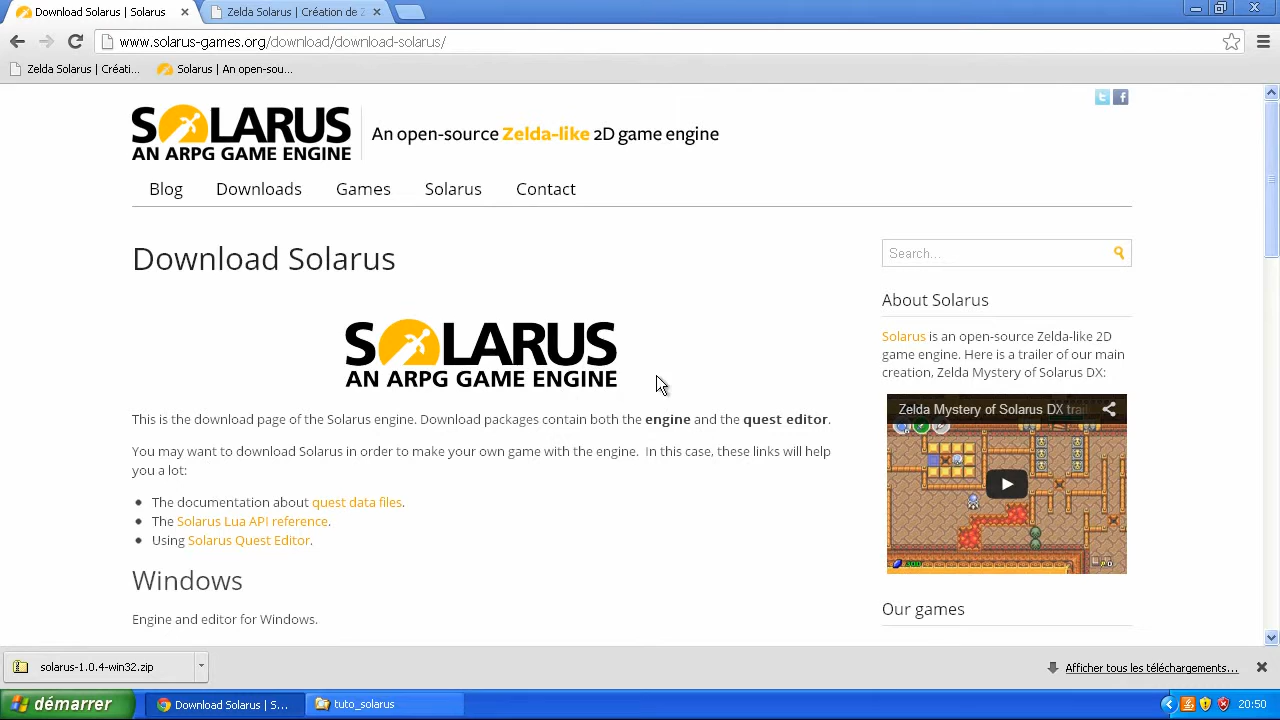 Download Solarus | Solarus
Zelda Solarus | Création de
www.solarus-games.org/download/download-solarus/
Zelda Solarus | Créati...
Solarus | An open-sou...
SOLARUS
AN ARPG GAME ENGINE
An open-source Zelda-like 2D game engine
Blog
Downloads
Games
Solarus
Contact
Download Solarus
Search...
SOLARUS
AN ARPG GAME ENGINE
About Solarus
Solarus is an open-source Zelda-like 2D
game engine. Here is a trailer of our main
creation, Zelda Mystery of Solarus DX:
Zelda Mystery of Solarus DX trai
This is the download page of the Solarus engine. Download packages contain both the engine and the quest editor.
You may want to download Solarus in order to make your own game with the engine. In this case, these links will help
you a lot:
The documentation about quest data files.
The Solarus Lua API reference.
Using Solarus Quest Editor.
Windows
Our games
Engine and editor for Windows.
solarus-1.0.4-win32.zip
Afficher tous les téléchargements...
démarrer
Download Solarus | S...
tuto_solarus
20:50